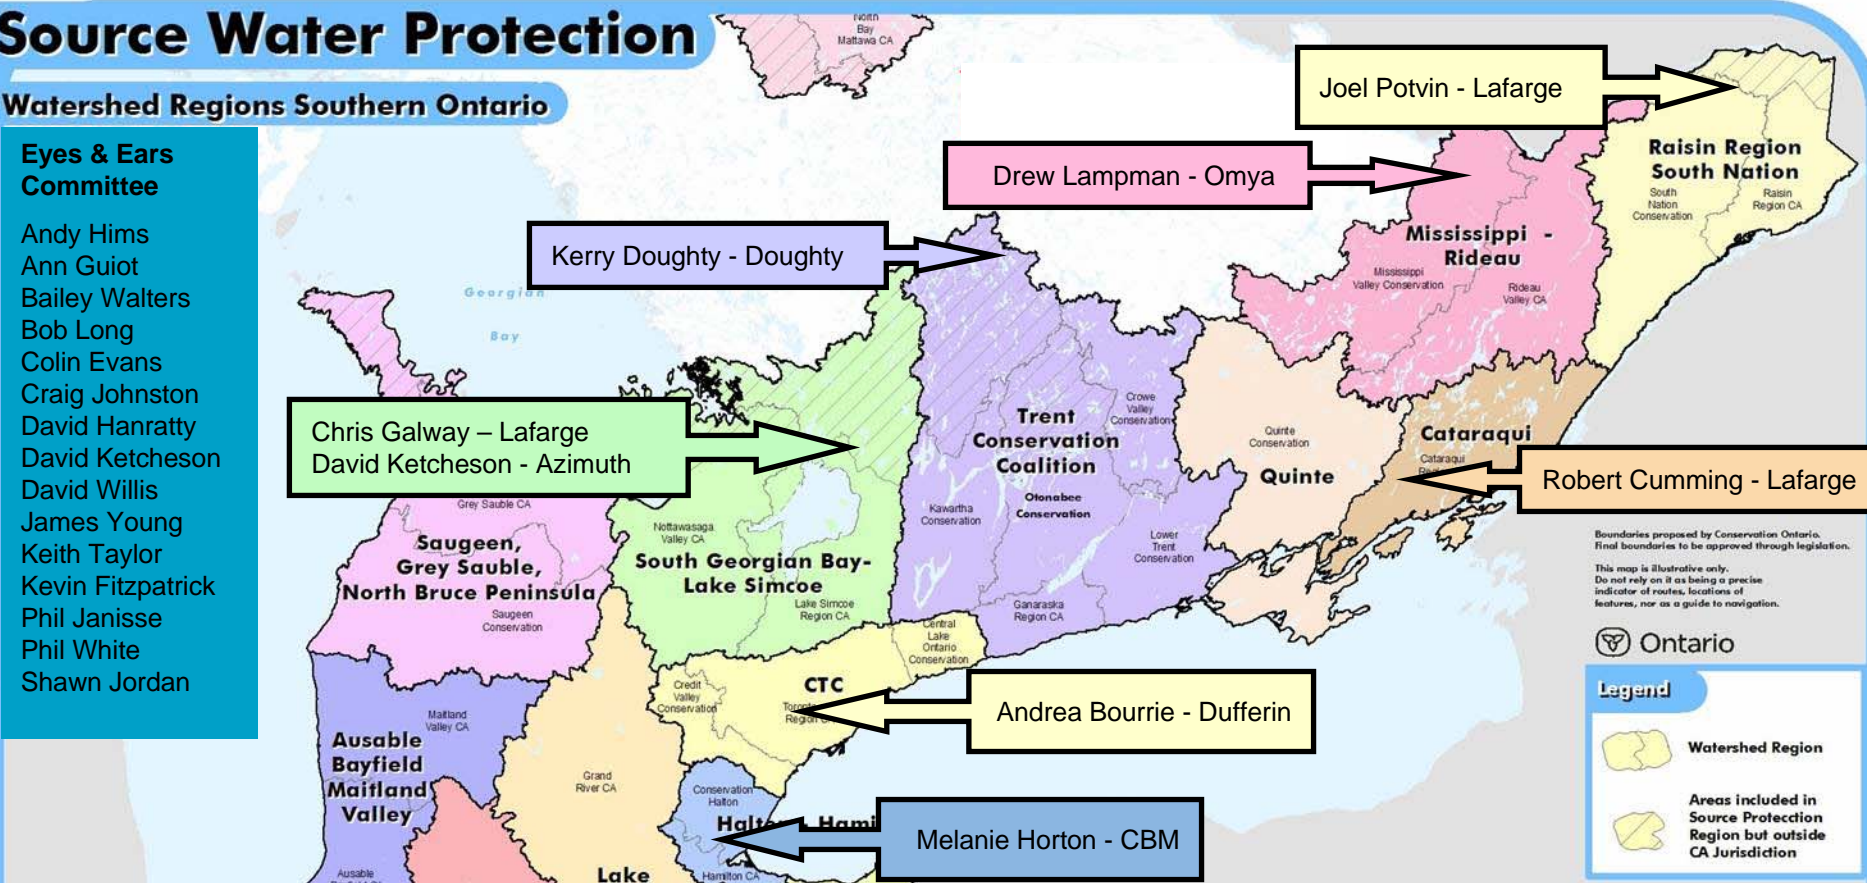 Source Water Protection
Watershed Regions Southern Ontario
Eyes & Ears
Committee
Andy Hims
Ann Guiot
Bailey Walters
Bob Long
Colin Evans
Craig Johnston
David Hanratty
David Ketcheson
David Willis
James Young
Keith Taylor
Kevin Fitzpatrick
Phil Janisse
Phil White
Shawn Jordan
North
Bay
Mattawa CA
Joel Potvin - Lafarge
Drew Lampman - Omya
Kerry Doughty - Doughty
Chris Galway – Lafarge
David Ketcheson - Azimuth
Robert Cumming - Lafarge
Andrea Bourrie - Dufferin
Melanie Horton - CBM
Georgian
Bay
Raisin Region
South Nation
South
Nation
Conservation
Raisin
Region CA
Mississippi -
Rideau
Mississippi
Valley Conservation
Rideau
Valley CA
Trent
Conservation
Coalition
Crowe
Valley
Conservation
Otonabee
Conservation
Kawartha
Conservation
Lower
Trent
Conservation
Ganaraska
Region CA
Quinte
Conservation
Quinte
Cataraqui
Cataraqui
Grey Sauble CA
Saugeen,
Grey Sauble,
North Bruce Peninsula
Saugeen
Conservation
Nottawasaga
Valley CA
South Georgian Bay-
Lake Simcoe
Lake Simcoe
Region CA
Central
Lake
Ontario
Conservation
CTC
Credit
Valley
Conservation
Region
Maitland
Valley CA
Ausable
Bayfield
Maitland
Valley
Ausable
Grand
River CA
Lake
Conservation
Halton
Hamilton CA
Boundaries proposed by Conservation Ontario.
Final boundaries to be approved through legislation.
This map is illustrative only.
Do not rely on it as being a precise
indicator of routes, locations of
features, nor as a guide to navigation.
Ontario
Legend
Watershed Region
Areas included in
Source Protecction
Region but outside
CA Jurisdiction